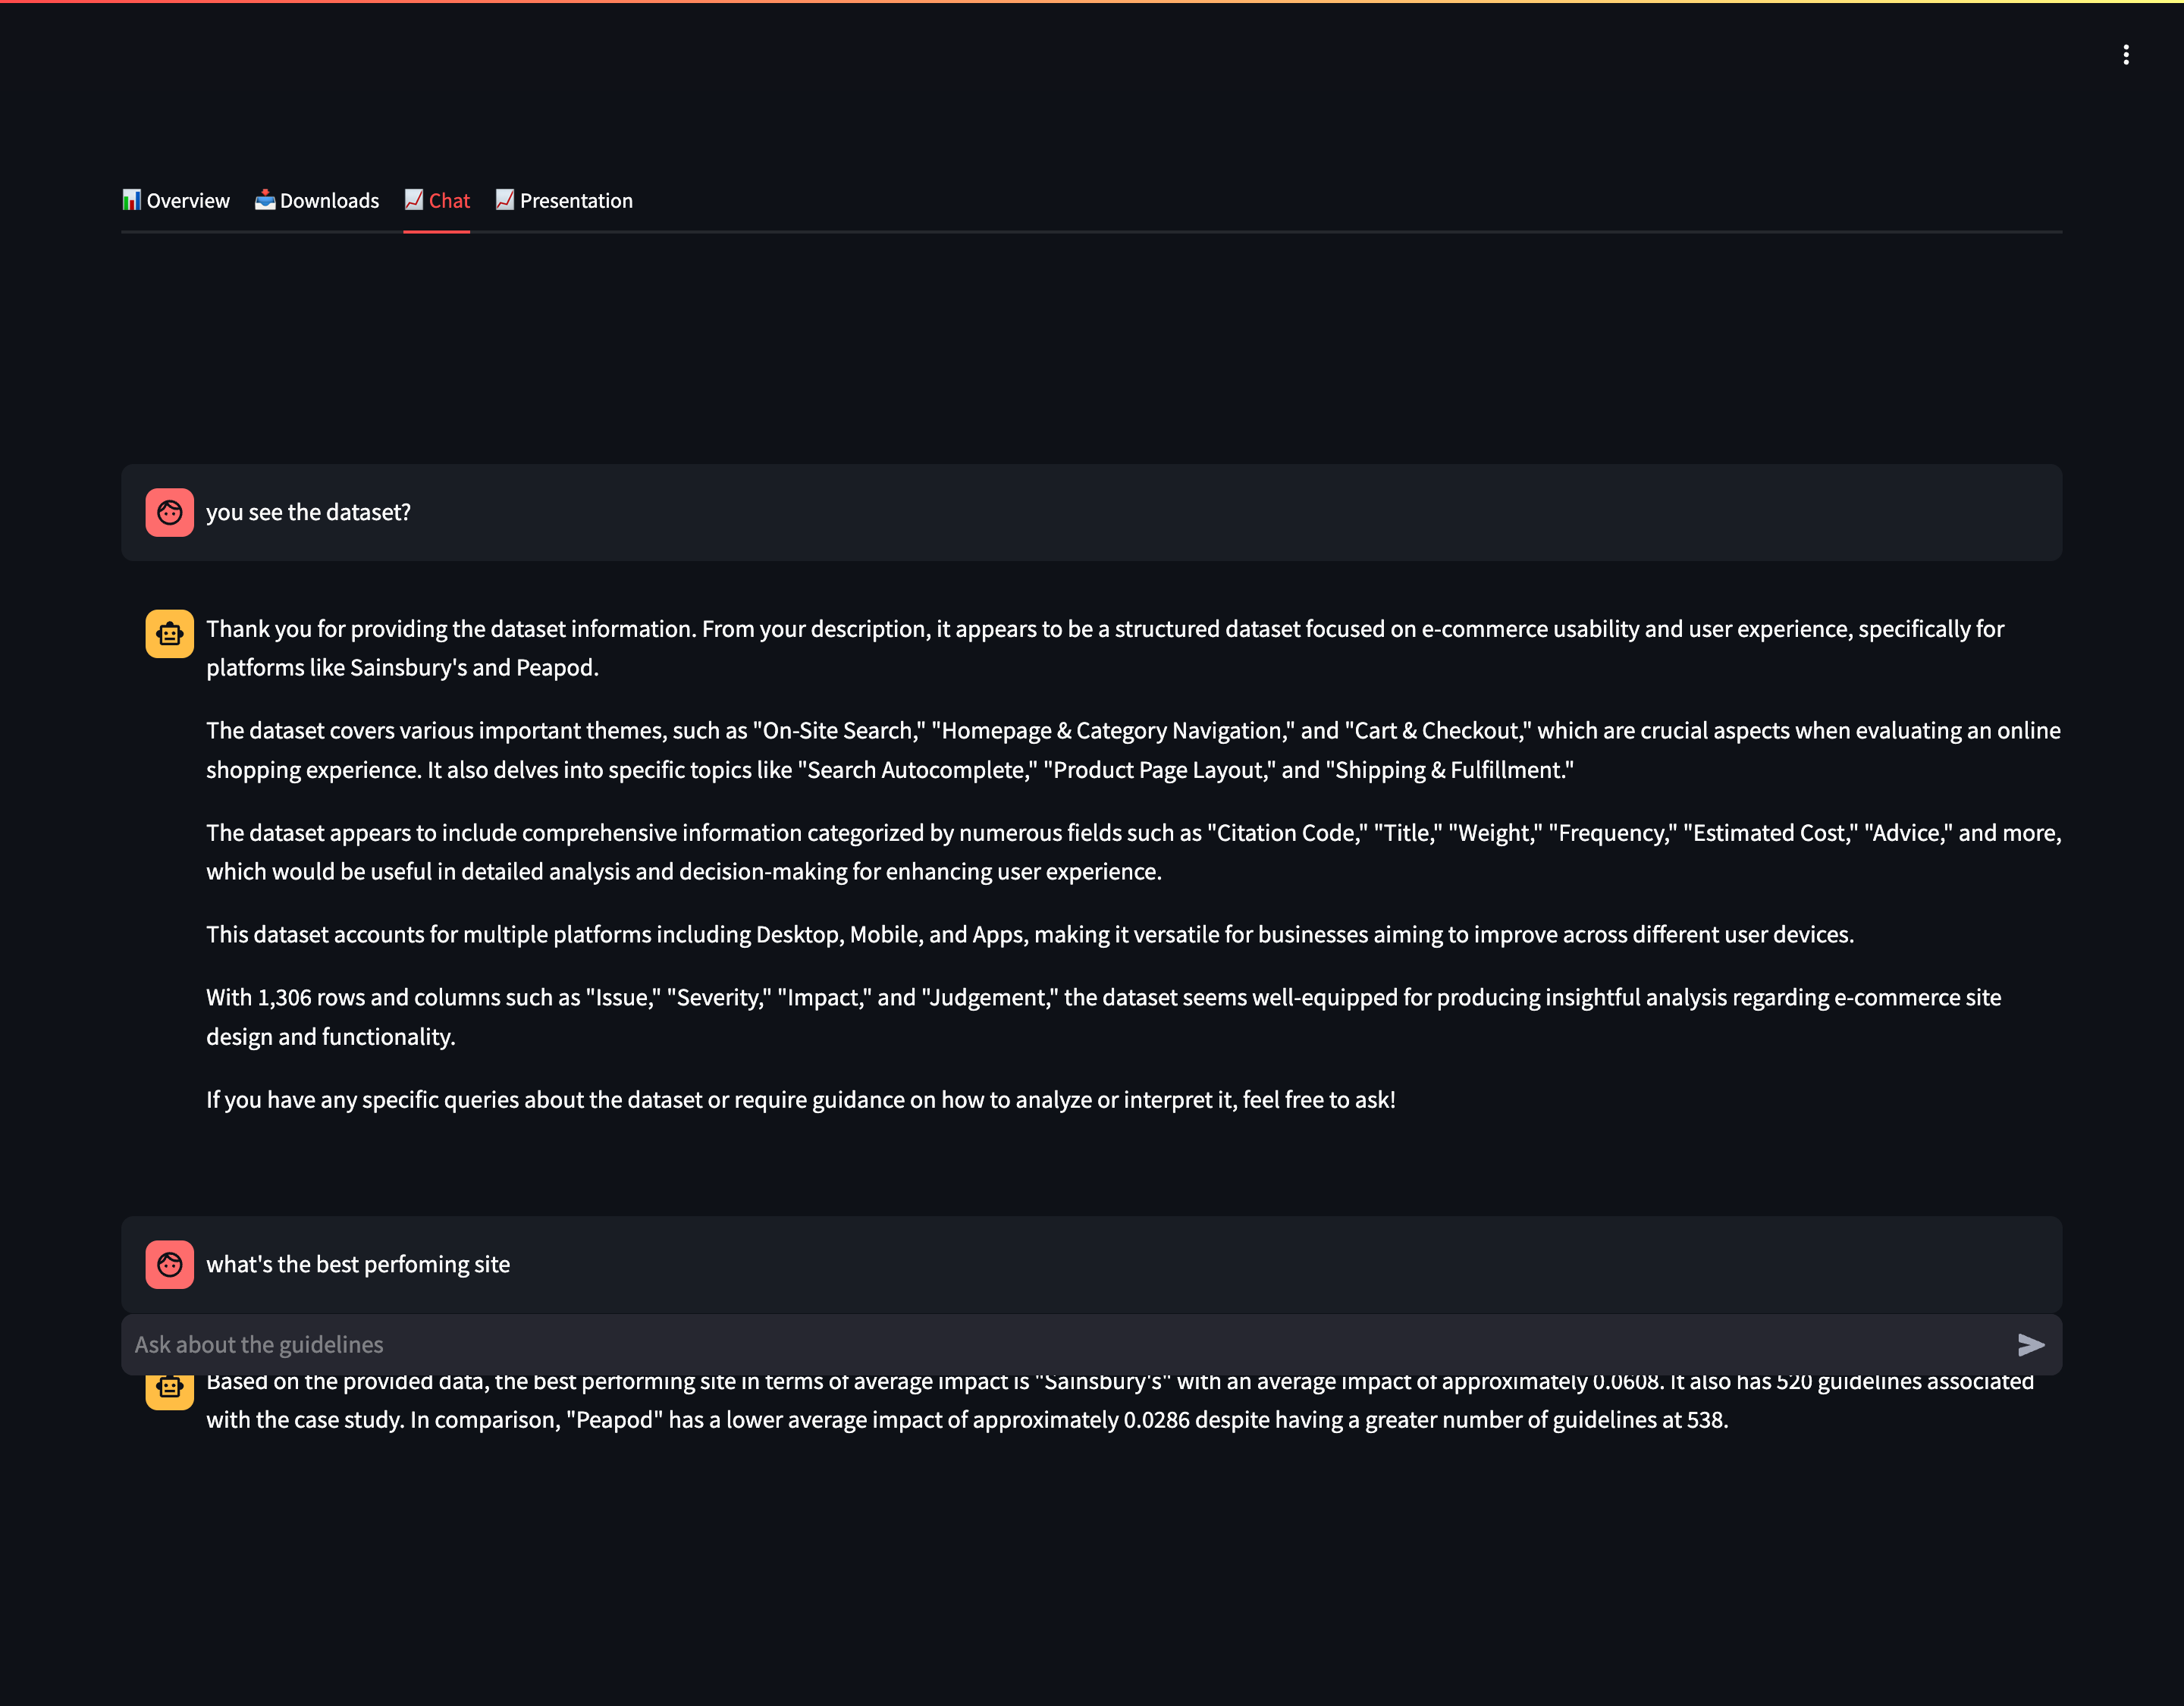 Overview Downloads Chat Presentation
you see the dataset?
Thank you for providing the dataset information. From your description, it appears to be a structured dataset focused on e-commerce usability and user experience, specifically for
platforms like Sainsbury's and Peapod.
The dataset covers various important themes, such as "On-Site Search," "Homepage & Category Navigation," and "Cart & Checkout," which are crucial aspects when evaluating an online
shopping experience. It also delves into specific topics like "Search Autocomplete," "Product Page Layout," and "Shipping & Fulfillment."
The dataset appears to include comprehensive information categorized by numerous fields such as "Citation Code," "Title," "Weight," "Frequency," "Estimated Cost," "Advice," and more,
which would be useful in detailed analysis and decision-making for enhancing user experience.
This dataset accounts for multiple platforms including Desktop, Mobile, and Apps, making it versatile for businesses aiming to improve across different user devices.
With 1,306 rows and columns such as "Issue," "Severity," "Impact," and "Judgement," the dataset seems well-equipped for producing insightful analysis regarding e-commerce site
design and functionality.
If you have any specific queries about the dataset or require guidance on how to analyze or interpret it, feel free to ask!
what's the best perfoming site
Ask about the guidelines
Based on the provided data, the best performing site in terms of average impact is "Sainsbury's" with an average impact of approximately 0.0608. It also has 520 guidelines associated
with the case study. In comparison, "Peapod" has a lower average impact of approximately 0.0286 despite having a greater number of guidelines at 538.